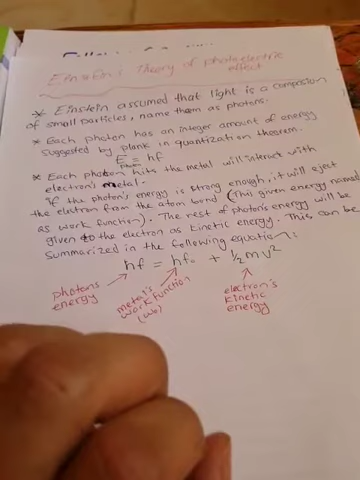 Einstein's Theory of photoelectric
effect
* Einstein assumed that light is a composion
of small particles, name them as photons.
* Each photon has an integer amount of energy
suggested by plank in quantization theorem.
E = hf
photon
* Each photon hits the metal will interact with
electron's metal.
If the photon's energy is strong enough, it will eject
the electron from the atom bond (This given energy named
as work function). The rest of photon's energy will be
given to the electron as kinetic energy. This can be
summarized in the following equation:
hf = hf₀ + 1/2 mv²
photons
energy
metal's
work function
(w₀)
electron's
kinetic
energy